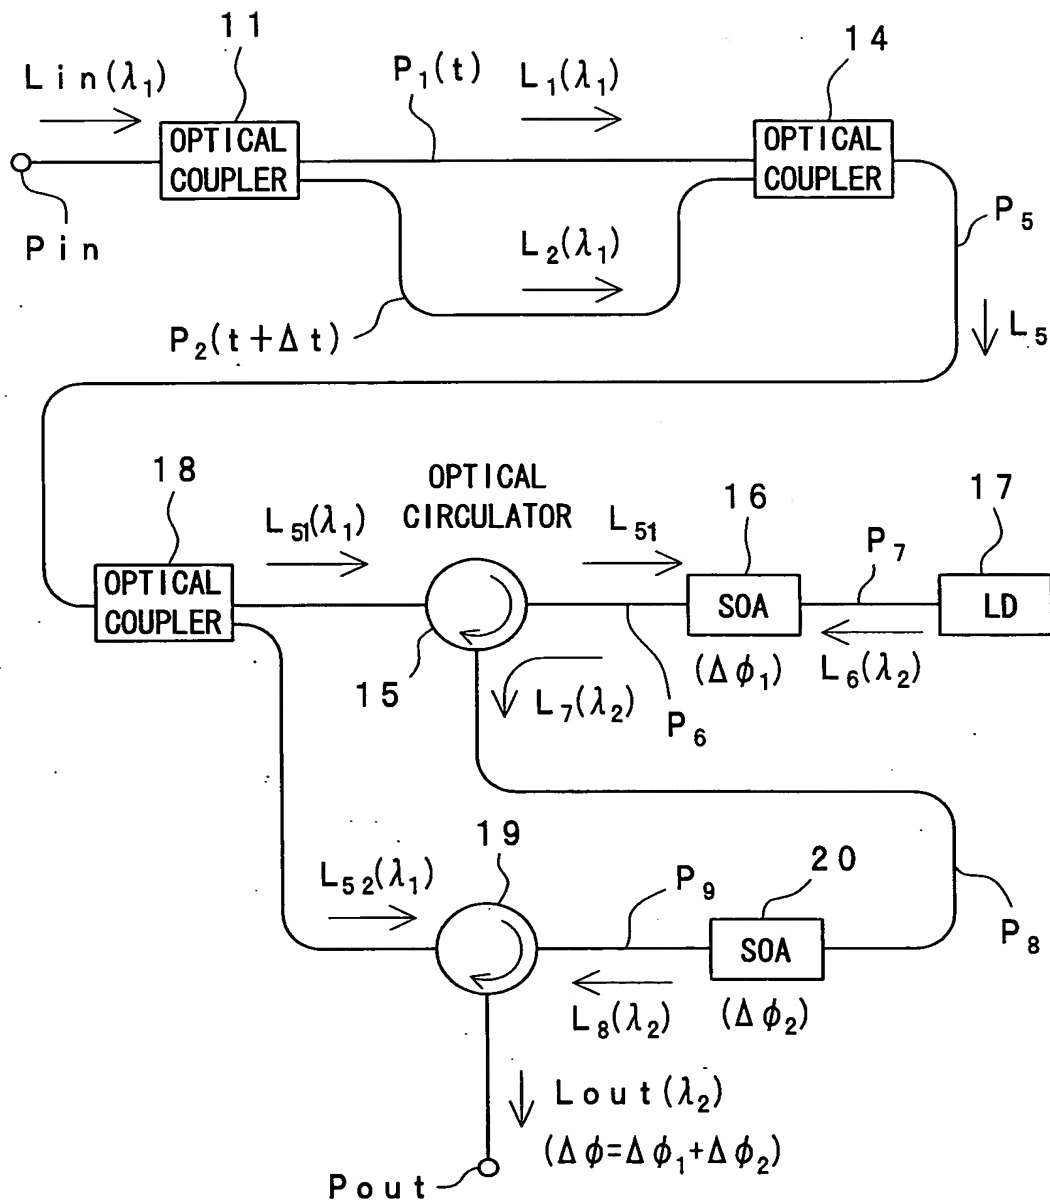 11
14
Lin(λ₁)
P₁(t)
L₁(λ₁)
OPTICAL
COUPLER
OPTICAL
COUPLER
Pin
L₂(λ₁)
P₅
P₂(t+Δt)
L₅
18
OPTICAL
CIRCULATOR
16
17
L₅₁(λ₁)
L₅₁
P₇
OPTICAL
COUPLER
SOA
LD
15
(Δϕ₁)
L₆(λ₂)
L₇(λ₂)
P₆
19
20
L₅₂(λ₁)
P₉
P₈
SOA
L₈(λ₂)
(Δϕ₂)
Lout(λ₂)
(Δϕ=Δϕ₁+Δϕ₂)
Pout